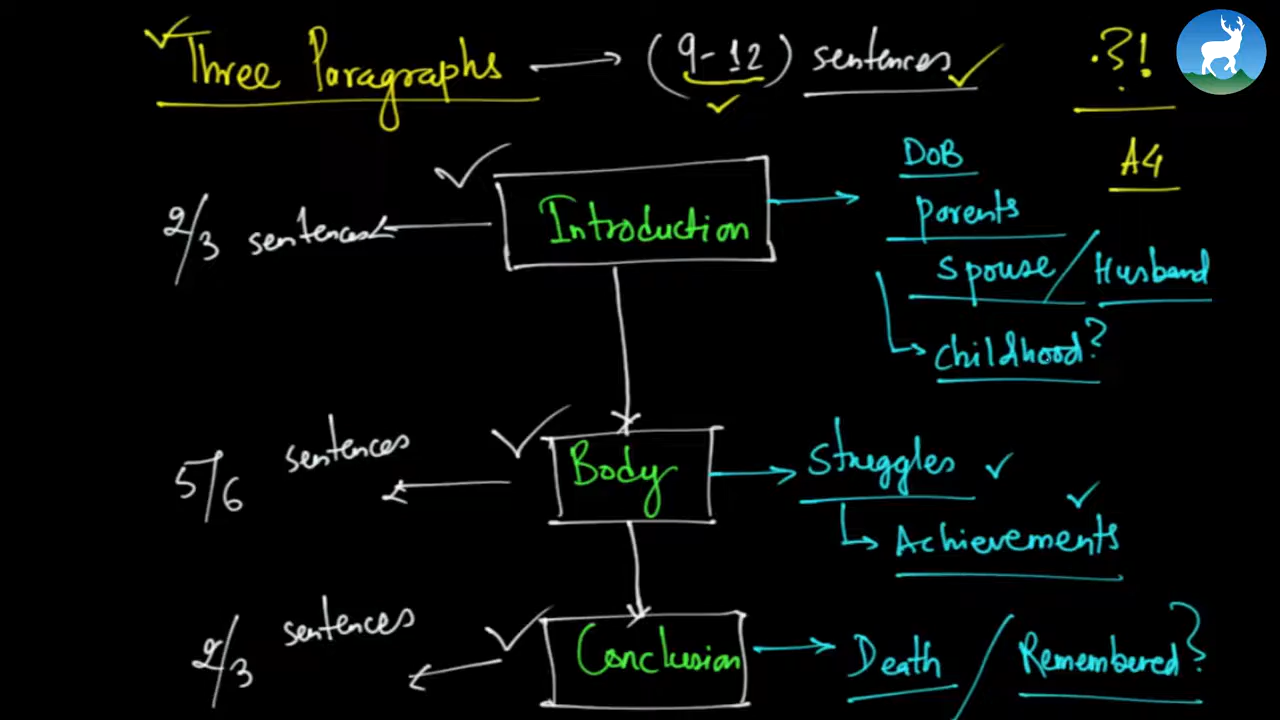 Three Paragraphs → (9-12) sentences ?!
A4
Introduction
2/3 sentences
DoB
parents
Spouse / Husband
Childhood?
Body
5/6 sentences
Struggles
Achievements
Conclusion
2/3 sentences
Death / Remembered?